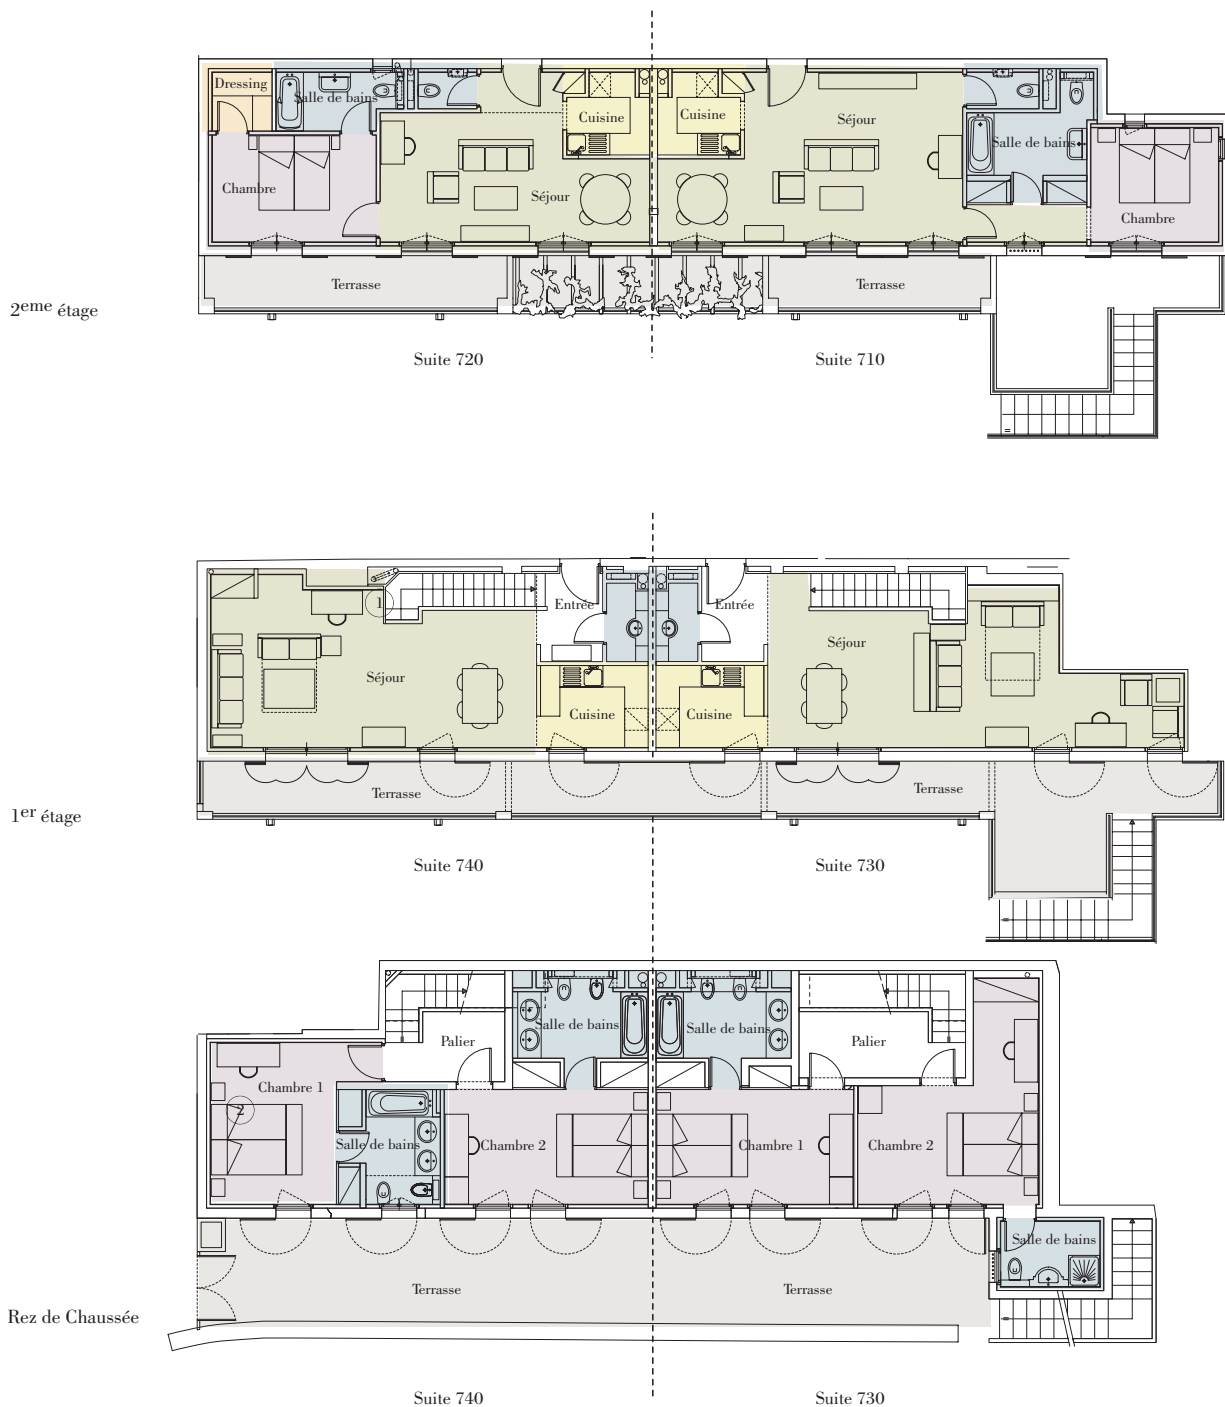 Dressing
Salle de bains
Chambre
Séjour
Cuisine
Cuisine
Séjour
Salle de bains
Chambre
Terrasse
Terrasse
2eme étage
Suite 720
Suite 710
1
Entrée
Entrée
Séjour
Cuisine
Cuisine
Séjour
Terrasse
Terrasse
1er étage
Suite 740
Suite 730
Salle de bains
Salle de bains
Palier
Palier
Chambre 1
2
Salle de bains
Chambre 2
Chambre 1
Chambre 2
Salle de bains
Terrasse
Terrasse
Rez de Chaussée
Suite 740
Suite 730